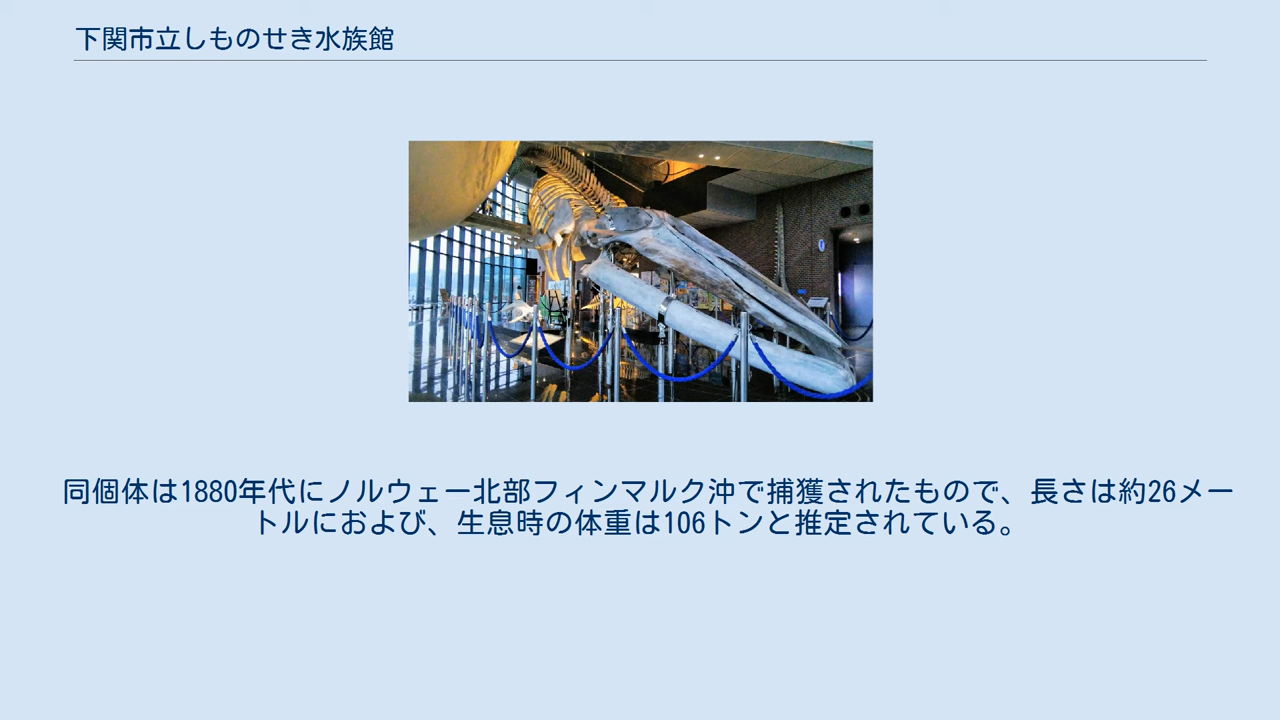 下関市立しものせき水族館
同個体は1880年代にノルウェー北部フィンマルク沖で捕獲されたもので、長さは約26メー
トルにおよび、生息時の体重は106トンと推定されている。